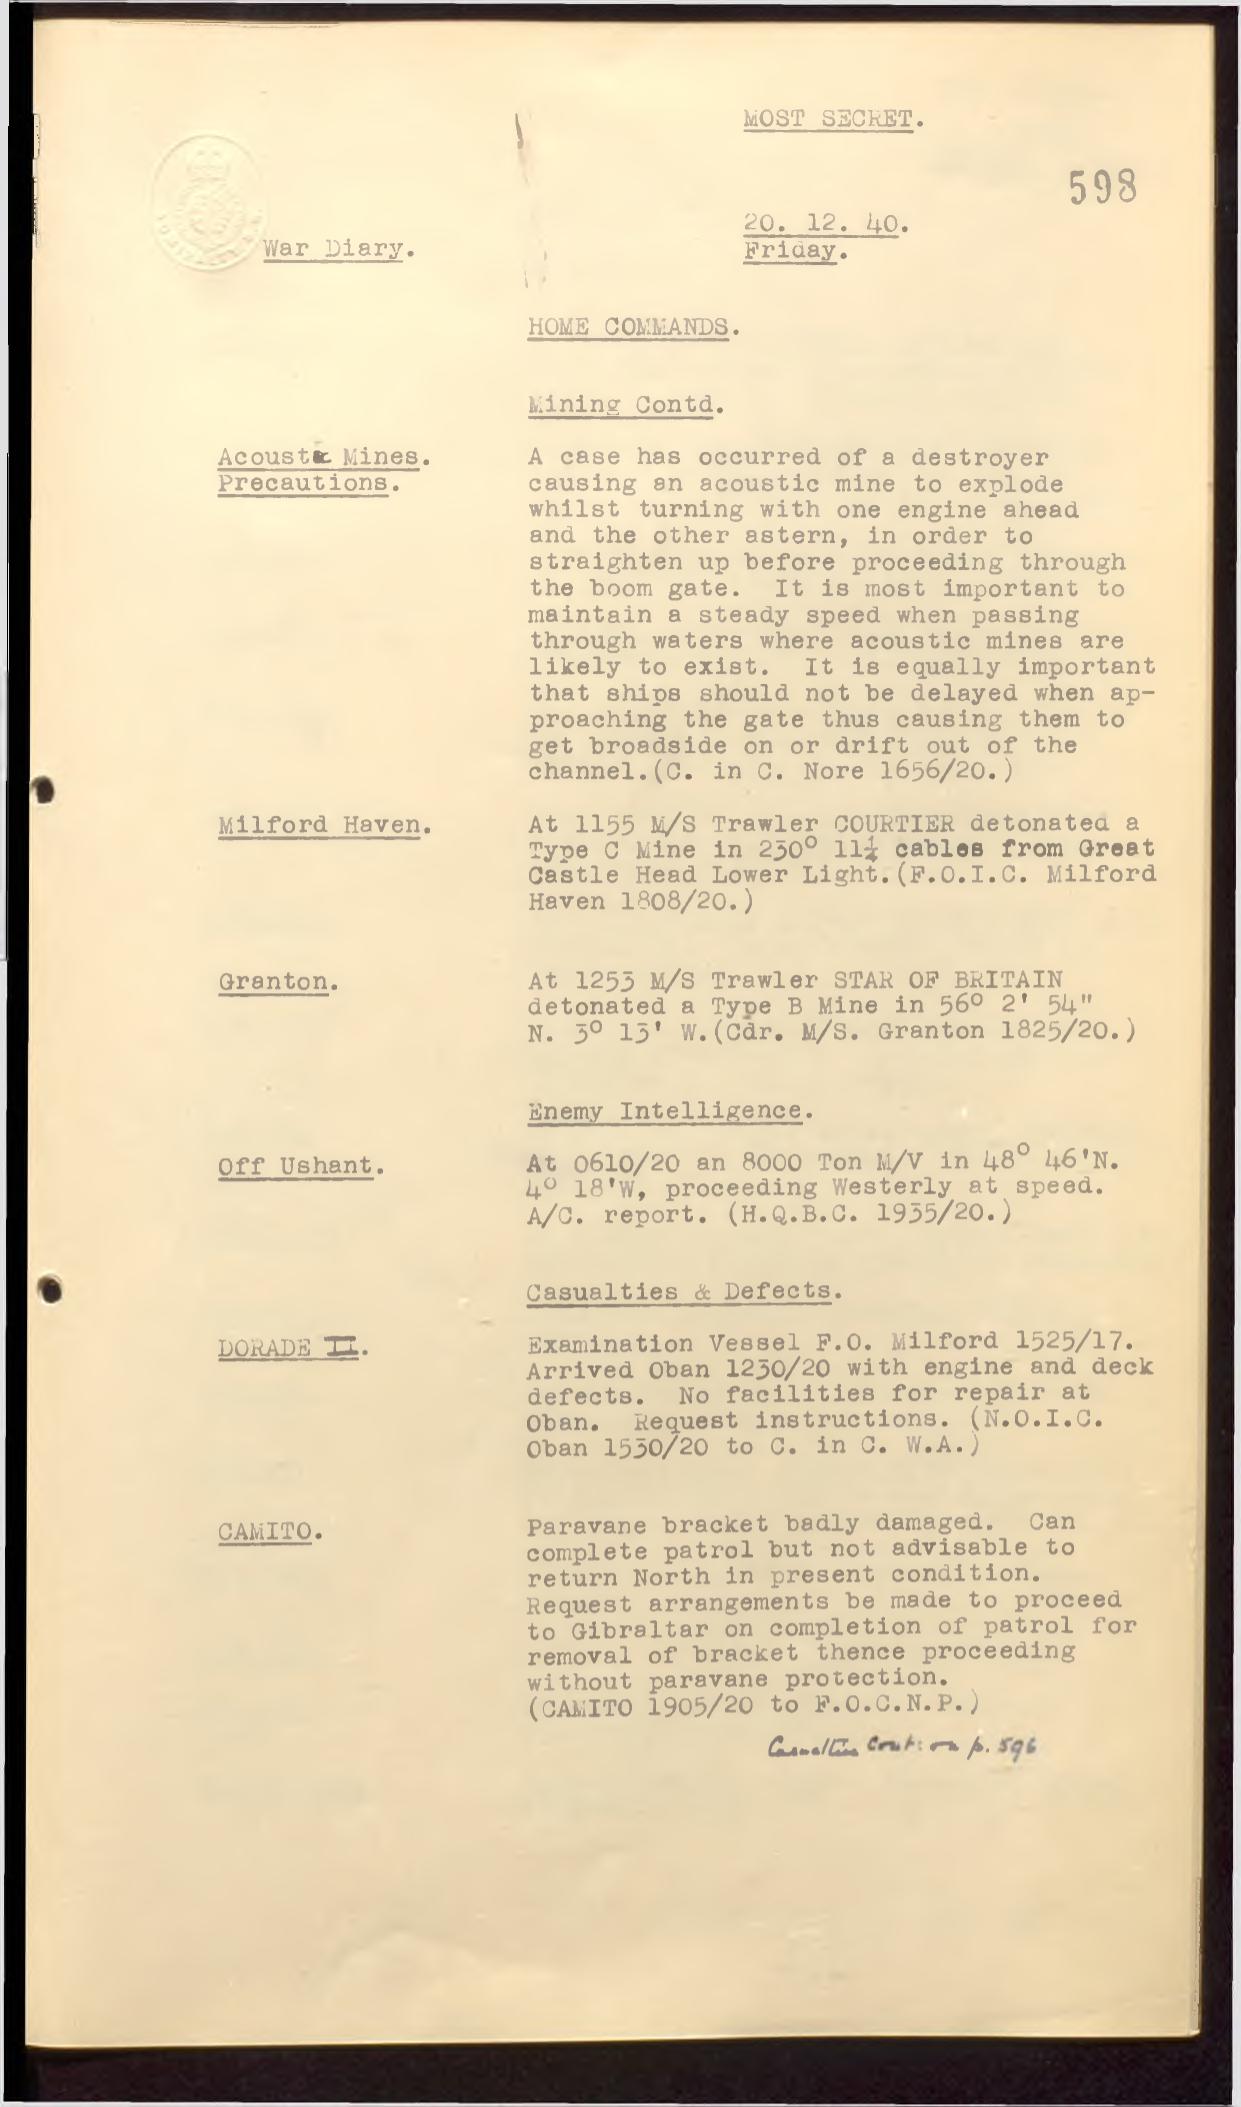 MOST SECRET.
598
20. 12. 40.
War Diary.
Friday.
HOME COMMANDS.
Mining Contd.
Acoustic Mines.
Precautions.
A case has occurred of a destroyer
causing an acoustic mine to explode
whilst turning with one engine ahead
and the other astern, in order to
straighten up before proceeding through
the boom gate. It is most important to
maintain a steady speed when passing
through waters where acoustic mines are
likely to exist. It is equally important
that ships should not be delayed when ap-
proaching the gate thus causing them to
get broadside on or drift out of the
channel.(C. in C. Nore 1656/20.)
Milford Haven.
At 1155 M/S Trawler COURTIER detonated a
Type C Mine in 230° 11¼ cables from Great
Castle Head Lower Light.(F.O.I.C. Milford
Haven 1808/20.)
Granton.
At 1253 M/S Trawler STAR OF BRITAIN
detonated a Type B Mine in 56° 2' 54"
N. 3° 13' W.(Cdr. M/S. Granton 1825/20.)
Enemy Intelligence.
Off Ushant.
At 0610/20 an 8000 Ton M/V in 48° 46'N.
4° 18'W, proceeding Westerly at speed.
A/C. report. (H.Q.B.C. 1935/20.)
Casualties & Defects.
DORADE II.
Examination Vessel F.O. Milford 1525/17.
Arrived Oban 1230/20 with engine and deck
defects. No facilities for repair at
Oban. Request instructions. (N.O.I.C.
Oban 1530/20 to C. in C. W.A.)
CAMITO.
Paravane bracket badly damaged. Can
complete patrol but not advisable to
return North in present condition.
Request arrangements be made to proceed
to Gibraltar on completion of patrol for
removal of bracket thence proceeding
without paravane protection.
(CAMITO 1905/20 to F.O.C.N.P.)
Casualties Cont: on p. 596